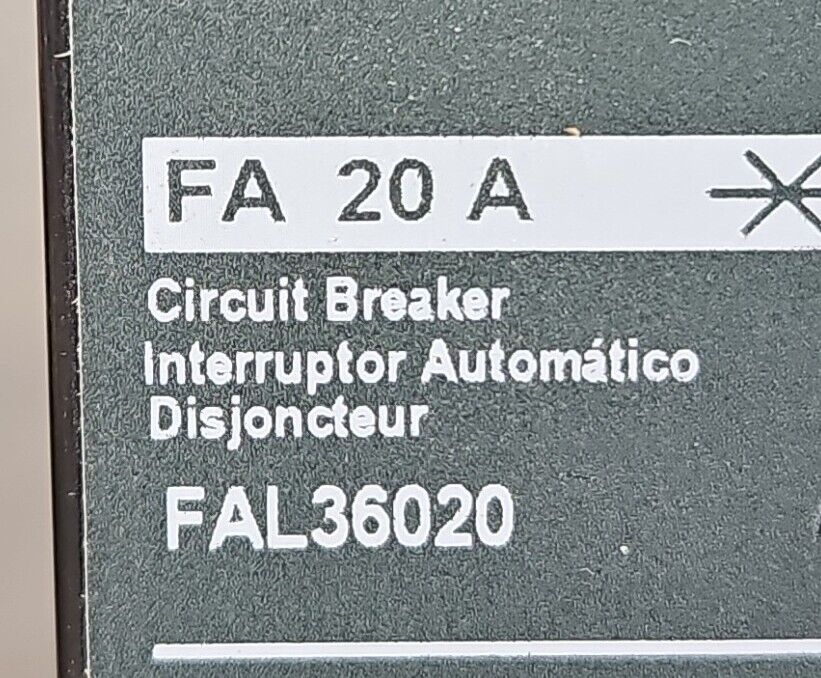 FA 20 A
Circuit Breaker
Interruptor Automático
Disjoncteur
FAL36020